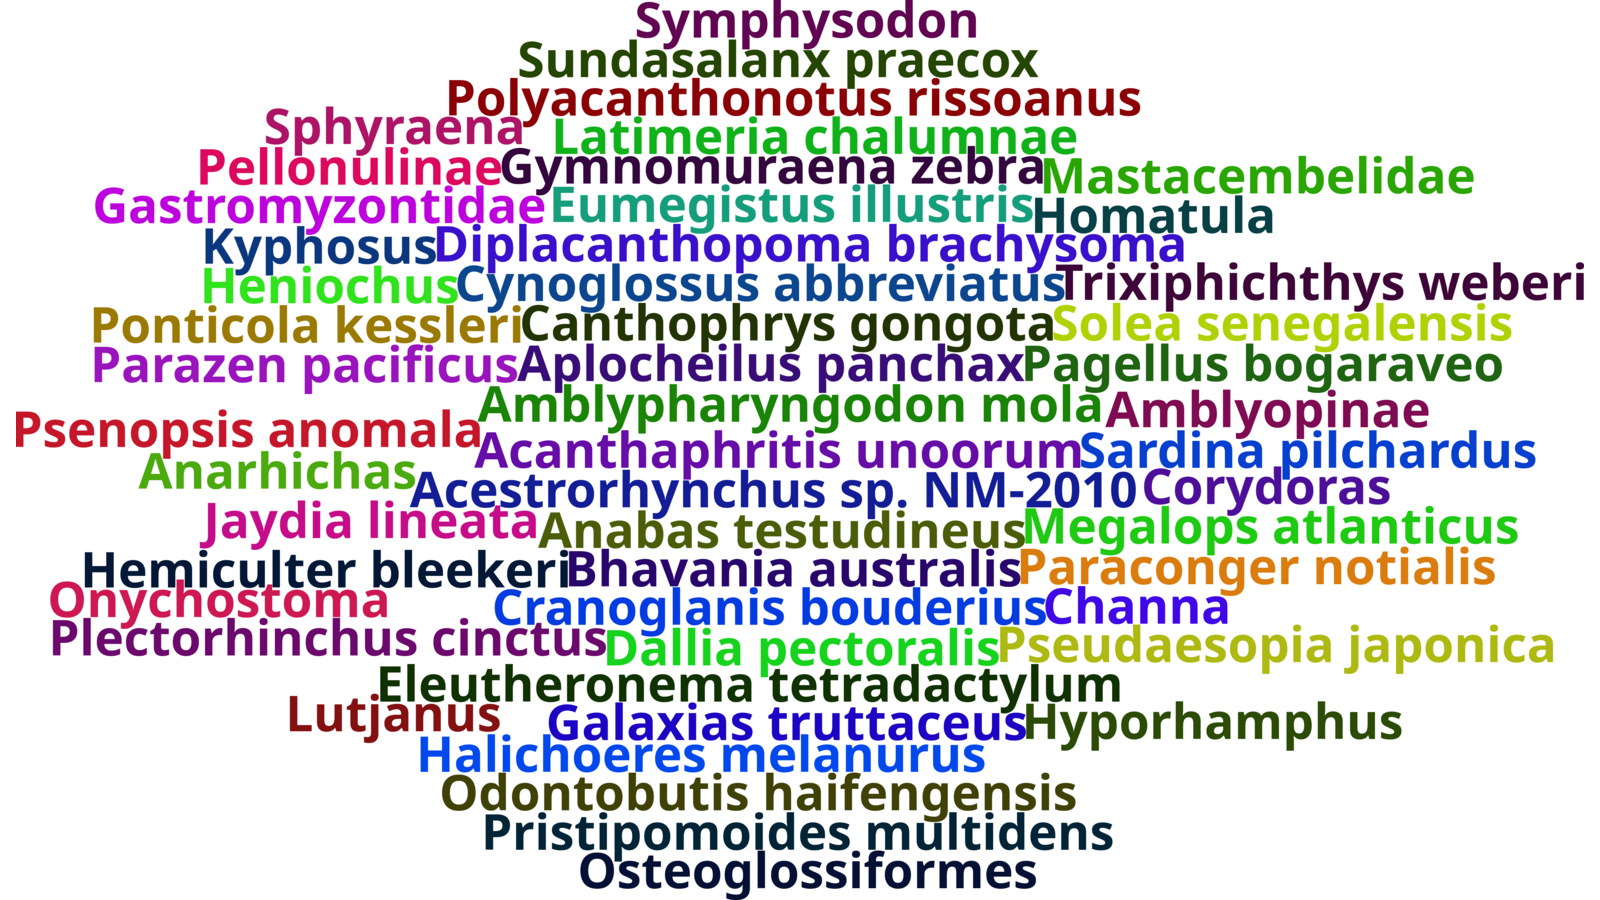 Symphysodon
Sundasalanx praecox
Polyacanthonotus rissoanus
Sphyraena
Latimeria chalumnae
Pellonulinae
Gymnomuraena zebra
Mastacembelidae
Gastromyzontidae
Eumegistus illustris
Homatula
Kyphosus
Diplacanthopoma brachysoma
Heniochus
Cynoglossus abbreviatus
Trixiphichthys weberi
Ponticola kessleri
Canthophrys gongota
Solea senegalensis
Parazen pacificus
Aplocheilus panchax
Pagellus bogaraveo
Amblypharyngodon mola
Amblyopinae
Psenopsis anomala
Acanthaphritis unoorum
Sardina pilchardus
Anarhichas
Acestrorhynchus sp. NM-2010
Corydoras
Jaydia lineata
Anabas testudineus
Megalops atlanticus
Hemiculter bleekeri
Bhavania australis
Paraconger notialis
Onychostoma
Cranoglanis bouderius
Channa
Plectorhinchus cinctus
Dallia pectoralis
Pseudaesopia japonica
Eleutheronema tetradactylum
Lutjanus
Galaxias truttaceus
Hyporhamphus
Halichoeres melanurus
Odontobutis haifengensis
Pristipomoides multidens
Osteoglossiformes